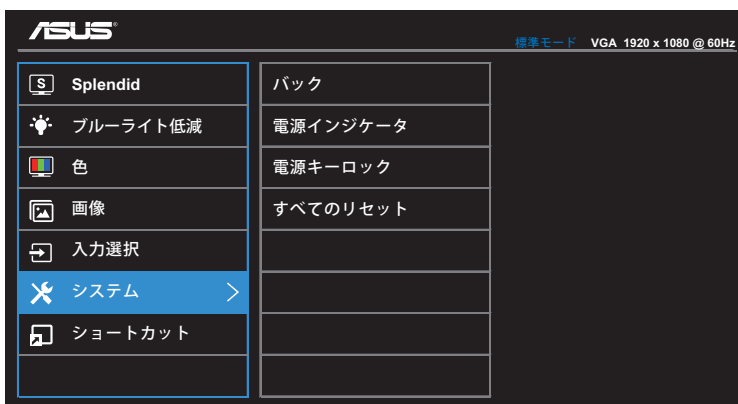 ASUS
標準モード VGA 1920 x 1080 @ 60Hz
S Splendid
ブルーライト低減
色
画像
入力選択
システム
ショートカット
バック
電源インジケータ
電源キーロック
すべてのリセット